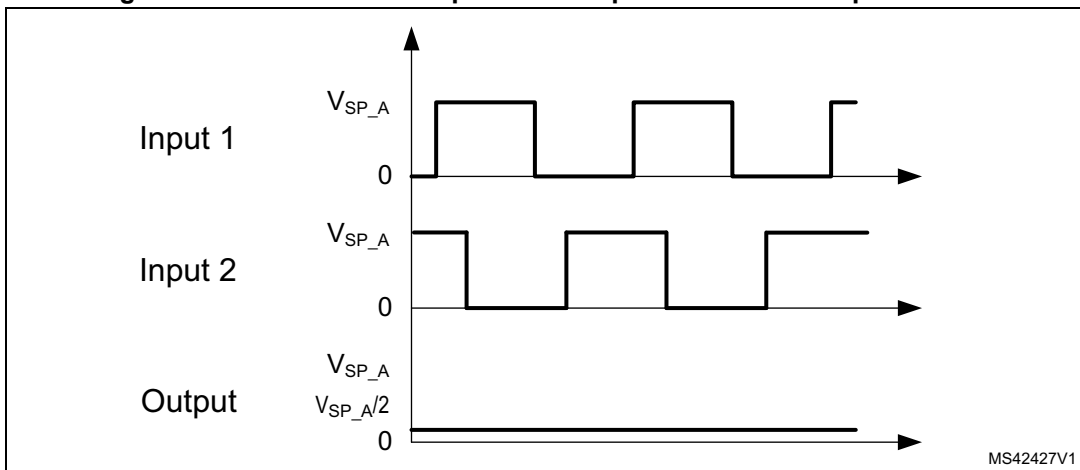 V_SP_A
Input 1
0
V_SP_A
Input 2
0
V_SP_A
Output
V_SP_A/2
0
MS42427V1